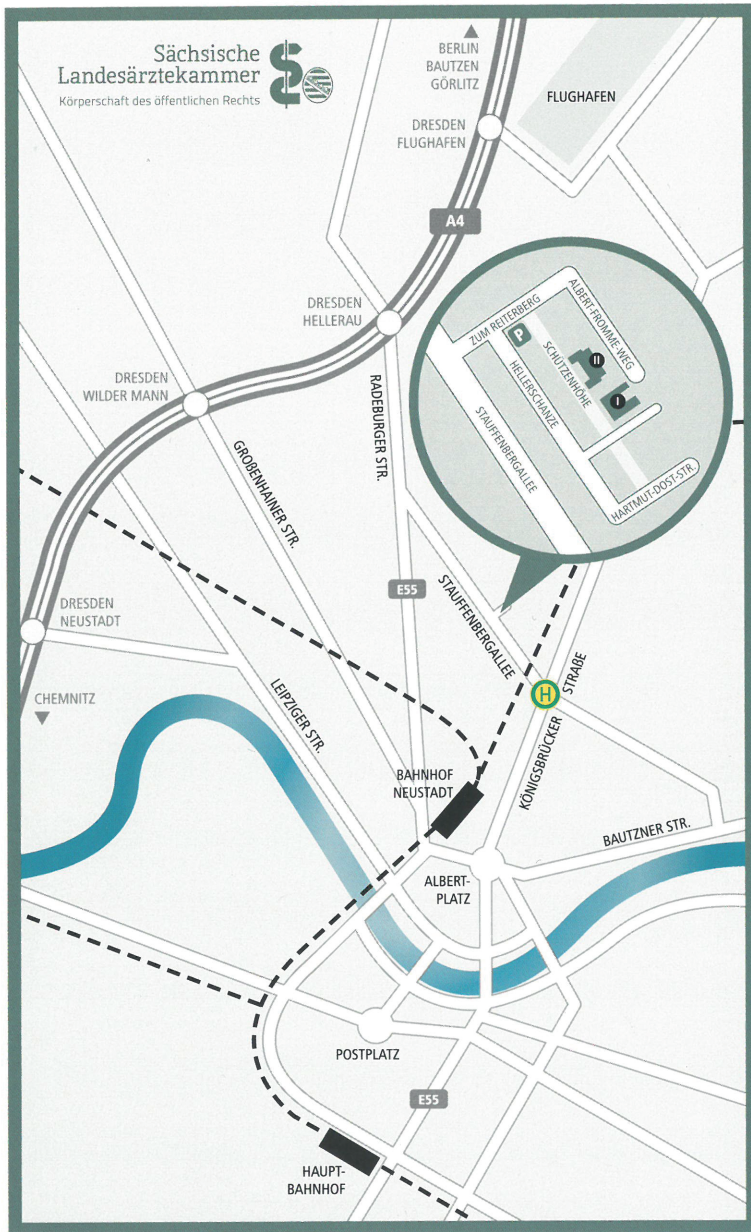 Sächsische
Landesärztekammer
Körperschaft des öffentlichen Rechts
BERLIN
BAUTZEN
GÖRLITZ
FLUGHAFEN
DRESDEN
FLUGHAFEN
A4
DRESDEN
HELLERAU
ZUM REITERBERG
ALBERT-FROMME-WEG
P
SCHÜTZENHÖHE
II
I
HELLERSCHANZE
STAUFFENBERGALLEE
HARTMUT-DOST-STR.
DRESDEN
WILDER MANN
RADEBURGER STR.
GROßENHAINER STR.
E55
STAUFFENBERGALLEE
DRESDEN
NEUSTADT
CHEMNITZ
LEIPZIGER STR.
H
KÖNIGSBRÜCKER STRAßE
BAHNHOF
NEUSTADT
BAUTZNER STR.
ALBERT-
PLATZ
POSTPLATZ
E55
HAUPT-
BAHNHOF